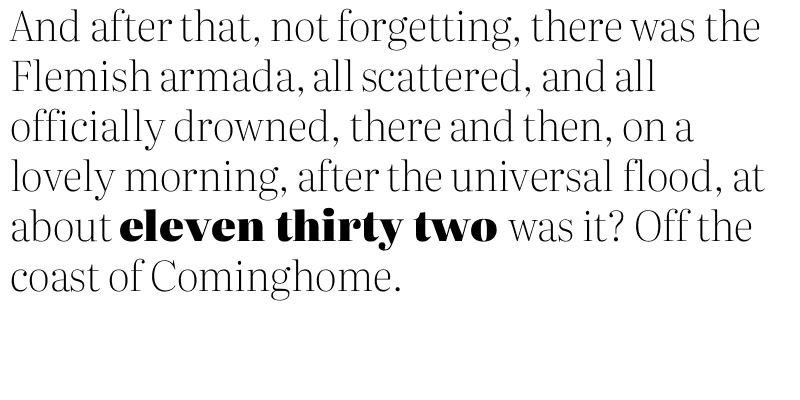 And after that, not forgetting, there was the
Flemish armada, all scattered, and all
officially drowned, there and then, on a
lovely morning, after the universal flood, at
about eleven thirty two was it? Off the
coast of Cominghome.